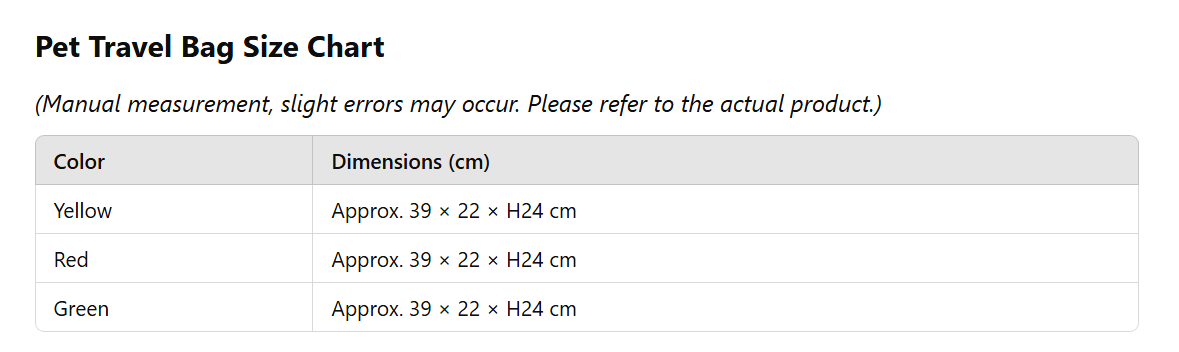 Pet Travel Bag Size Chart
(Manual measurement, slight errors may occur. Please refer to the actual product.)
Color Dimensions (cm)
Yellow Approx. 39 × 22 × H24 cm
Red Approx. 39 × 22 × H24 cm
Green Approx. 39 × 22 × H24 cm